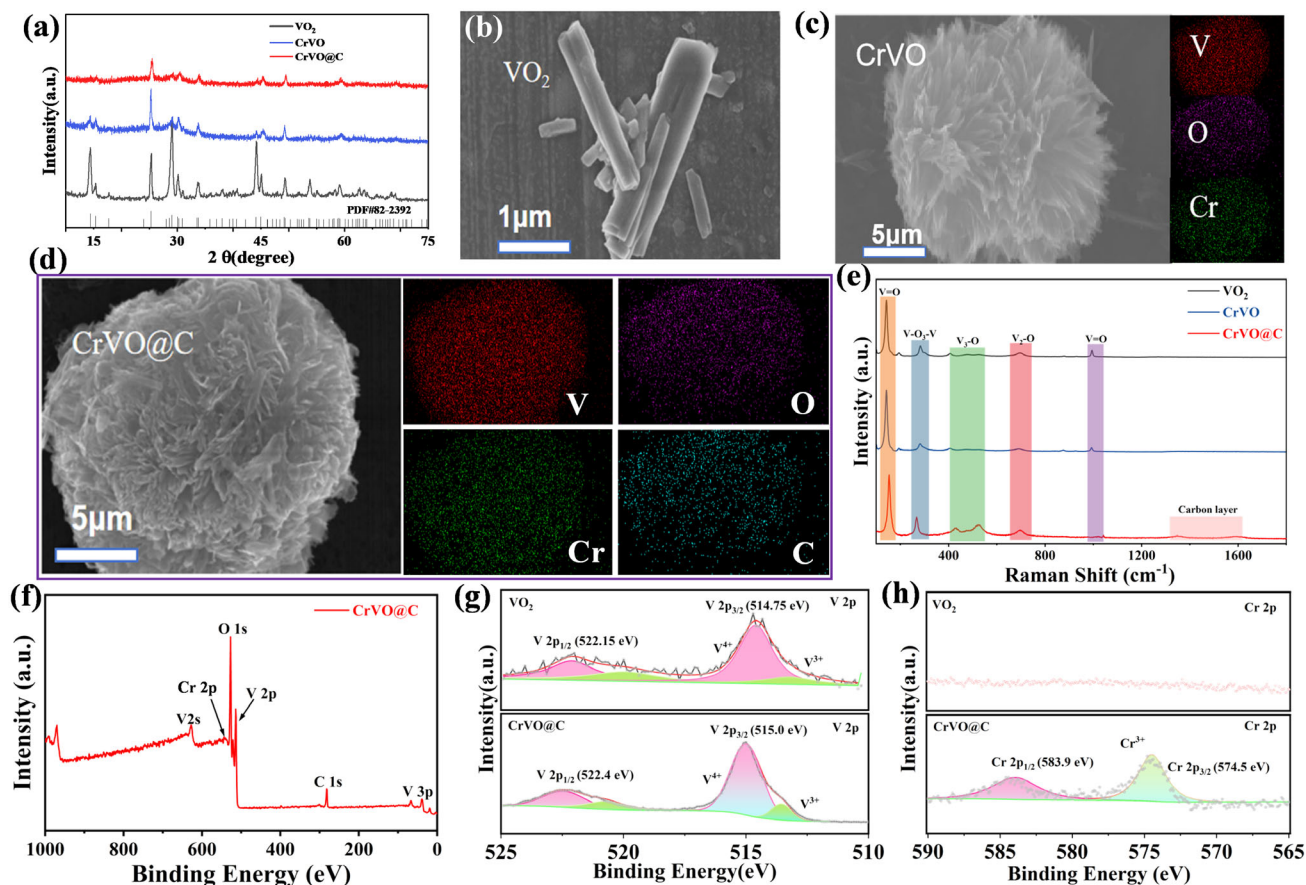 (a)
VO₂
CrVO
CrVO@C
Intensity(a.u.)
PDF#82-2392
15 30 45 60 75
2 θ(degree)
(b)
VO₂
1μm
(c)
CrVO
5μm
V
O
Cr
(d)
CrVO@C
5μm
V
O
Cr
C
(e)
VO₂
CrVO
CrVO@C
V=O
V-O₃-V
V₃-O
V₂-O
V=O
Carbon layer
Intensity (a.u.)
400 800 1200 1600
Raman Shift (cm⁻¹)
(f)
CrVO@C
O 1s
Cr 2p
V 2p
V2s
C 1s
V 3p
Intensity (a.u.)
1000 800 600 400 200 0
Binding Energy (eV)
(g)
VO₂
V 2p₃/₂ (514.75 eV)
V 2p
V 2p₁/₂ (522.15 eV)
V⁴⁺
V³⁺
CrVO@C
V 2p₃/₂ (515.0 eV)
V 2p
V 2p₁/₂ (522.4 eV)
V⁴⁺
V³⁺
Intensity(a.u.)
525 520 515 510
Binding Energy(eV)
(h)
VO₂
Cr 2p
CrVO@C
Cr 2p
Cr³⁺
Cr 2p₁/₂ (583.9 eV)
Cr 2p₃/₂ (574.5 eV)
Intensity(a.u.)
590 585 580 575 570 565
Binding Energy (eV)